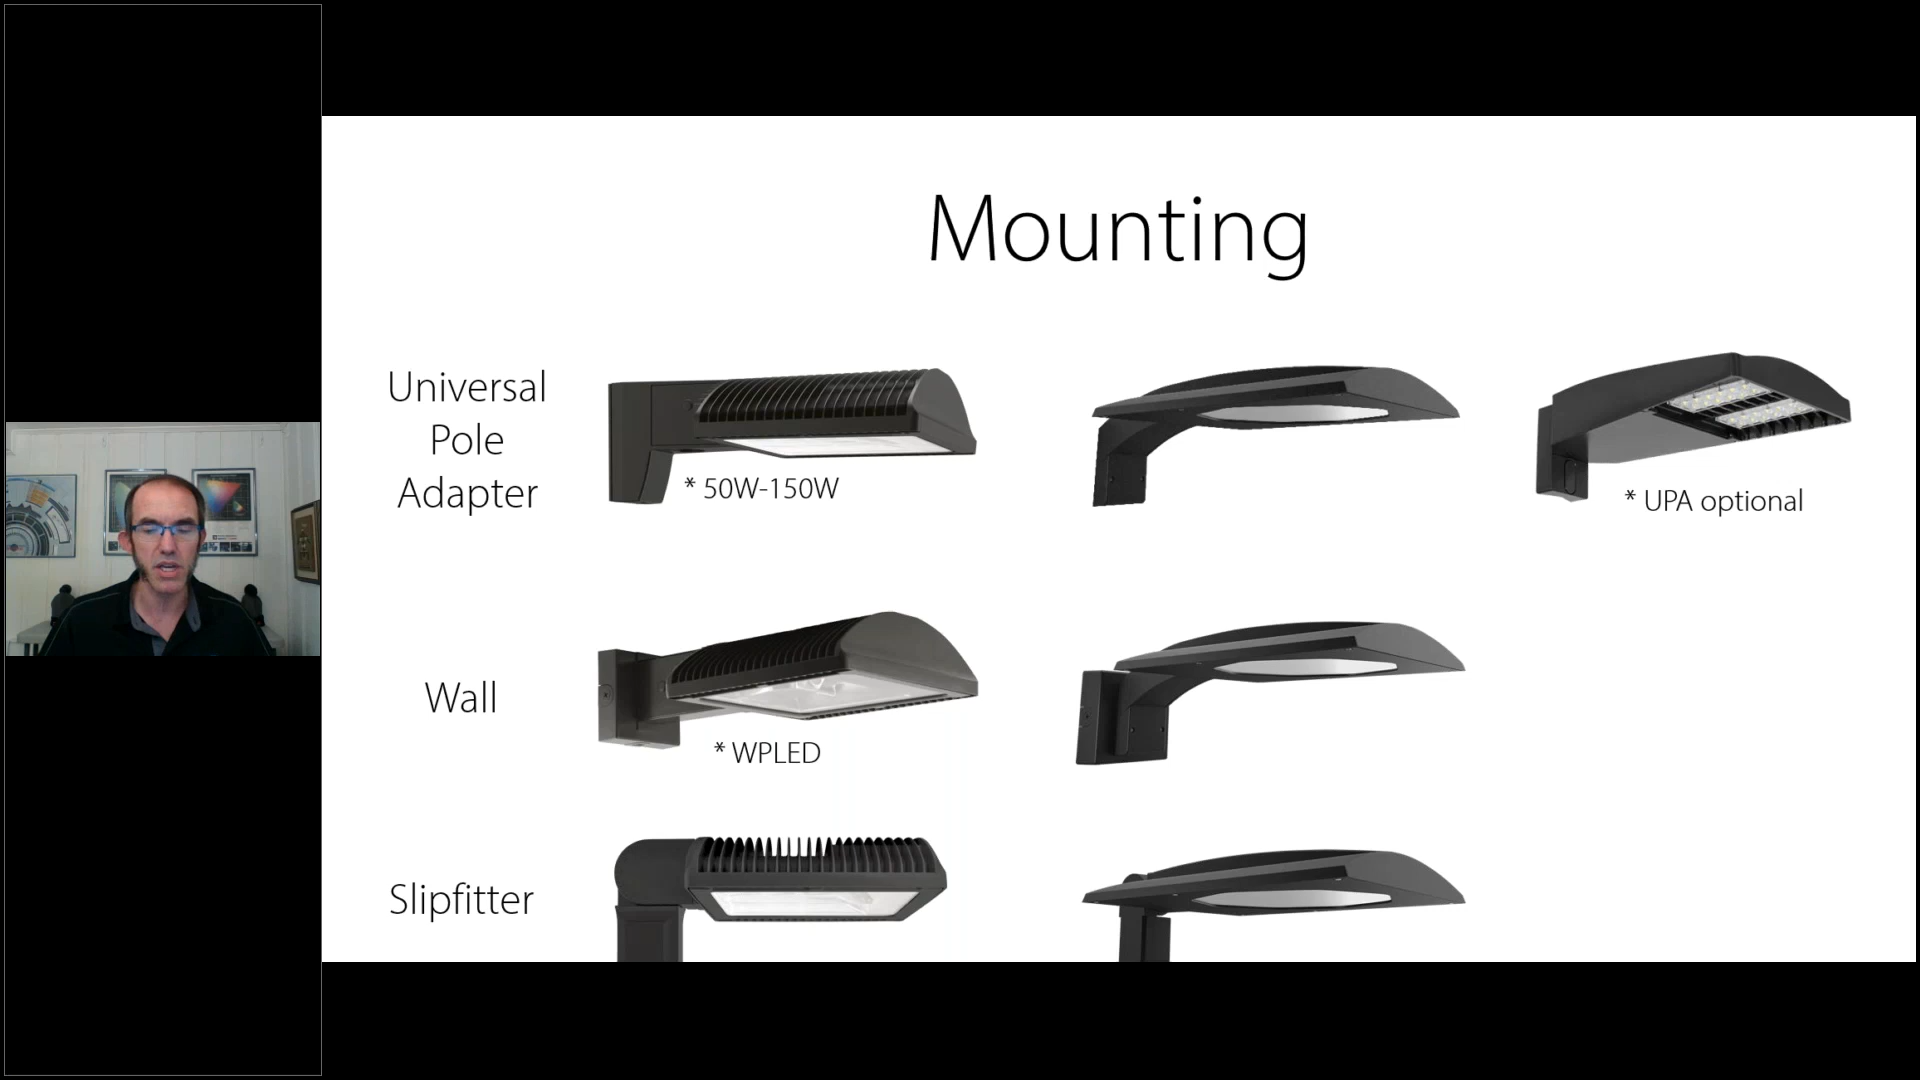 Mounting
Universal
Pole
Adapter
* 50W-150W
* UPA optional
Wall
* WPLED
Slipfitter